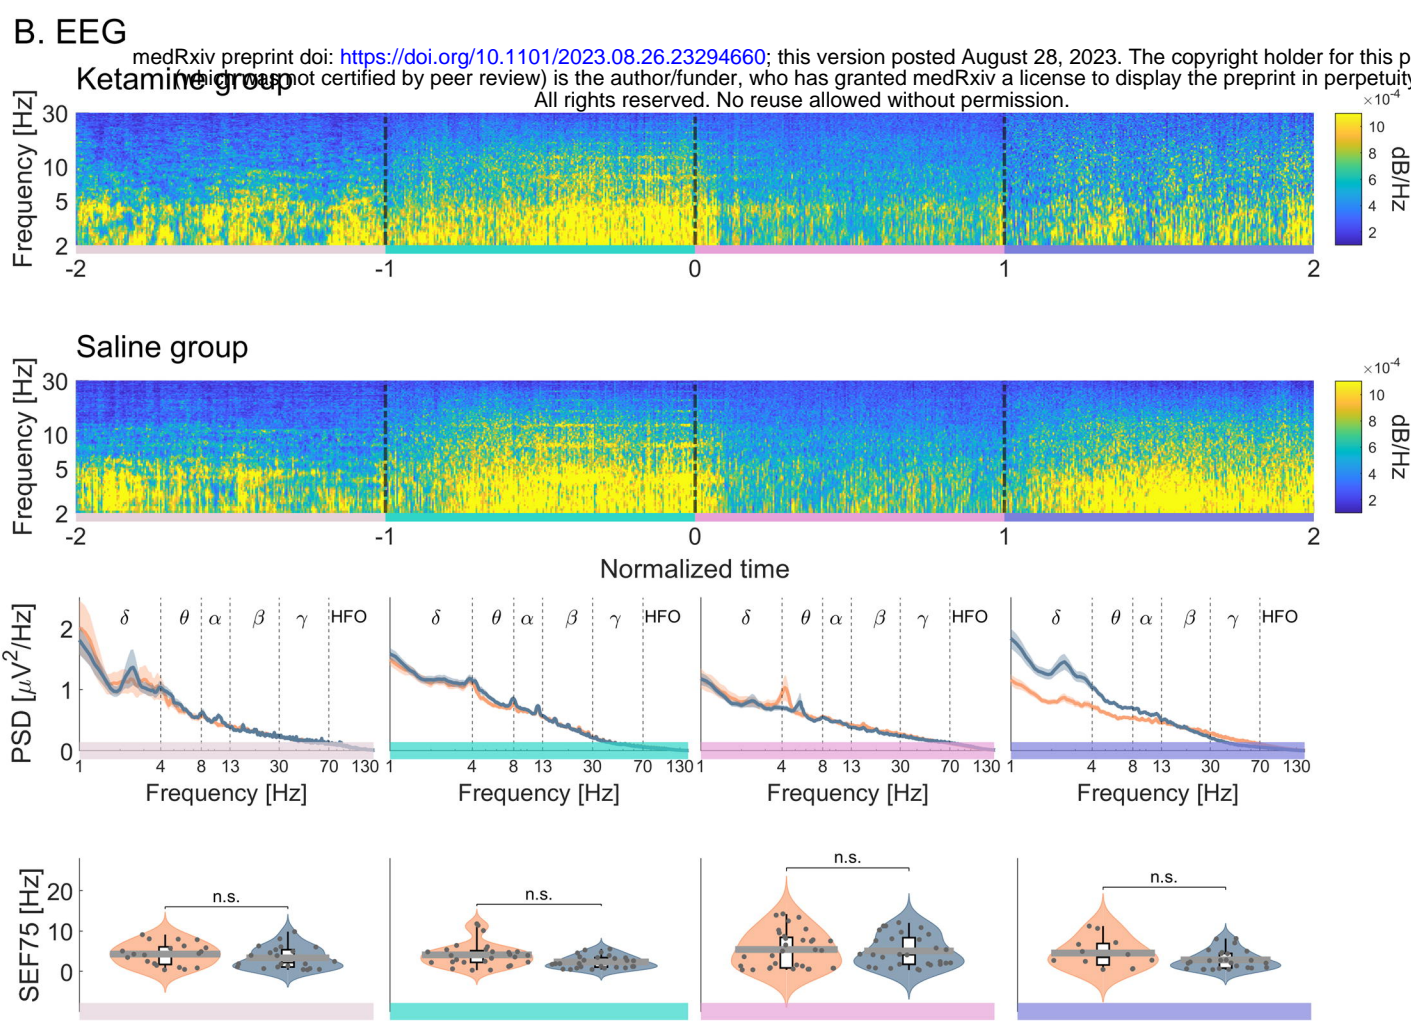 B. EEG
medRxiv preprint doi: https://doi.org/10.1101/2023.08.26.23294660; this version posted August 28, 2023. The copyright holder for this p
Ketamine group
(which was not certified by peer review) is the author/funder, who has granted medRxiv a license to display the preprint in perpetuity
All rights reserved. No reuse allowed without permission.
Frequency [Hz]
30
10
5
2
-2 -1 0 1 2
×10-4
10
8
6
4
2
dB/Hz
Saline group
Frequency [Hz]
30
10
5
2
-2 -1 0 1 2
×10-4
10
8
6
4
2
dB/Hz
Normalized time
PSD [μV2/Hz]
2
1
0
δ θ α β γ HFO
δ θ α β γ HFO
δ θ α β γ HFO
δ θ α β γ HFO
1 4 8 13 30 70 130
1 4 8 13 30 70 130
1 4 8 13 30 70 130
1 4 8 13 30 70 130
Frequency [Hz] Frequency [Hz] Frequency [Hz] Frequency [Hz]
SEF75 [Hz]
20
10
0
n.s. n.s. n.s. n.s.